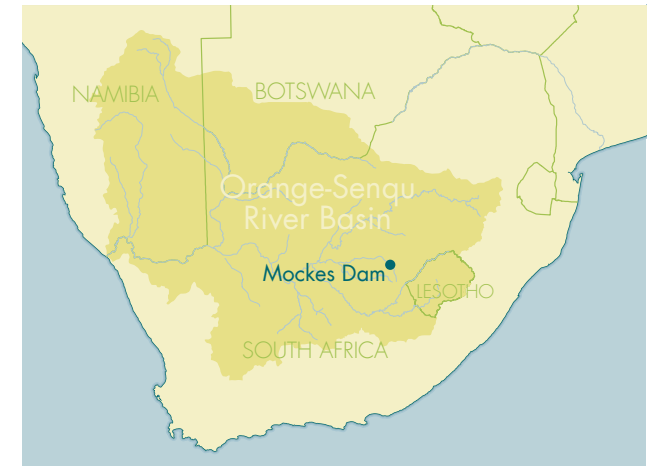 NAMIBIA
BOTSWANA
Orange-Senqu
River Basin
Mockes Dam
LESOTHO
SOUTH AFRICA